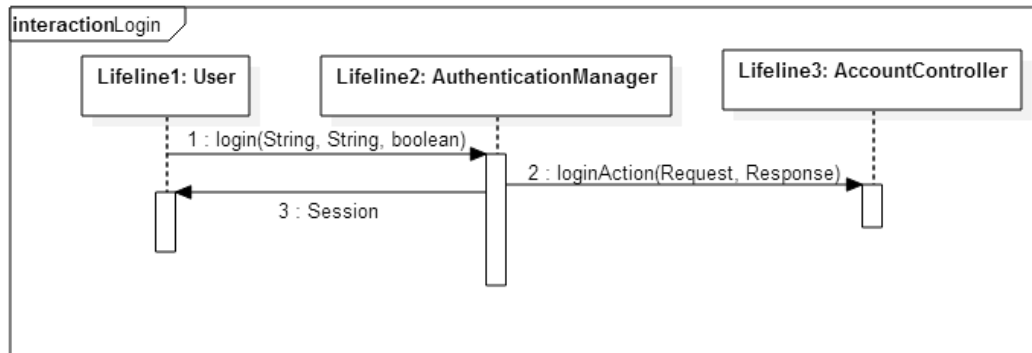 interactionLogin
Lifeline1: User
Lifeline2: AuthenticationManager
Lifeline3: AccountController
1 : login(String, String, boolean)
2 : loginAction(Request, Response)
3 : Session